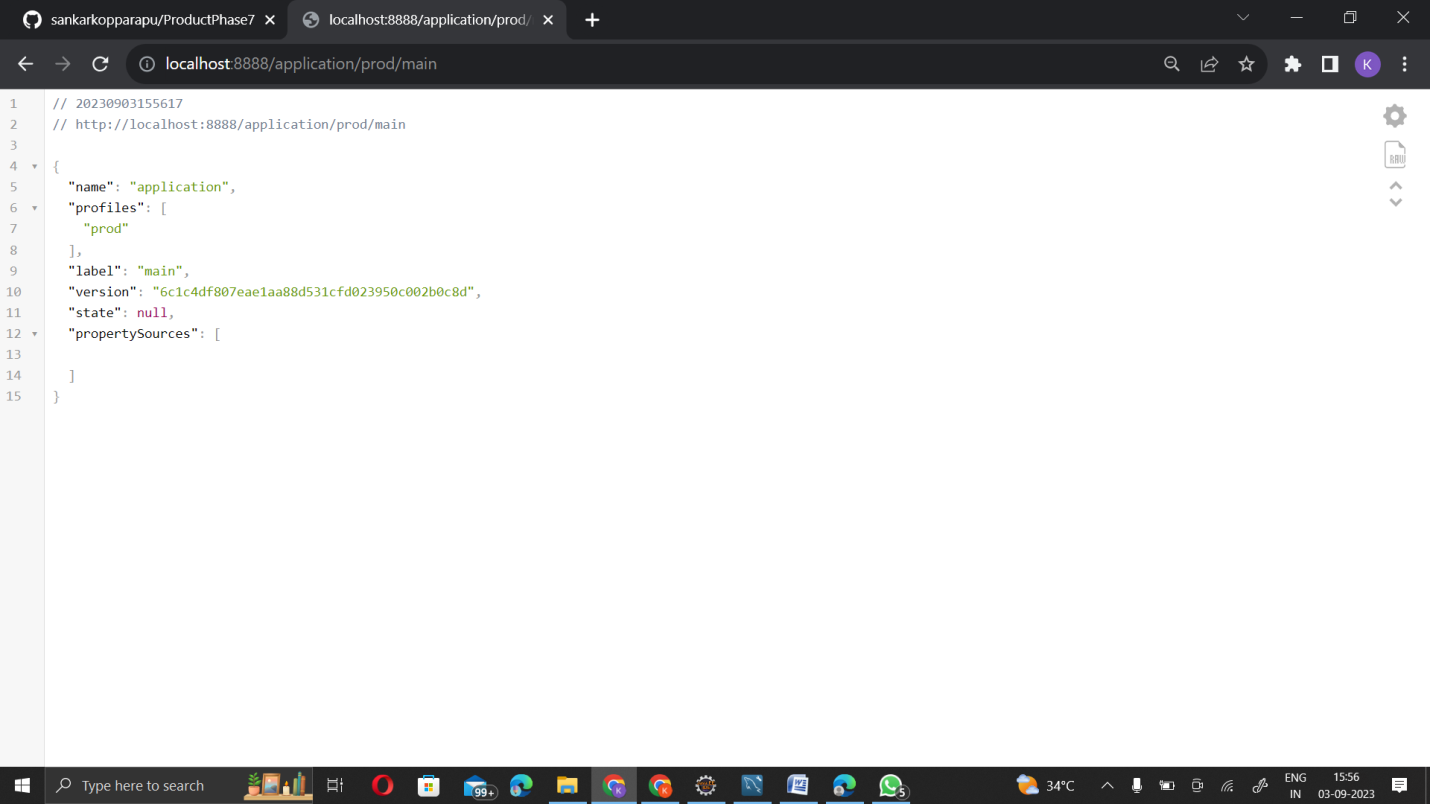 sankarkopparapu/ProductPhase7
localhost:8888/application/prod/
localhost:8888/application/prod/main
K
1 // 20230903155617
2 // http://localhost:8888/application/prod/main
3
4 {
5 "name": "application",
6 "profiles": [
7 "prod"
8 ],
9 "label": "main",
10 "version": "6c1c4df807eae1aa88d531cfd023950c002b0c8d",
11 "state": null,
12 "propertySources": [
13
14 ]
15 }
RAW
Type here to search
99+
K
K
W
5
34°C
ENG
IN
15:56
03-09-2023